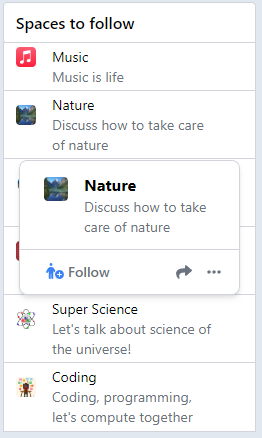 Spaces to follow
Music
Music is life
Nature
Discuss how to take care
of nature
Nature
Discuss how to take
care of nature
Follow
Super Science
Let's talk about science of
the universe!
Coding
Coding, programming,
let's compute together